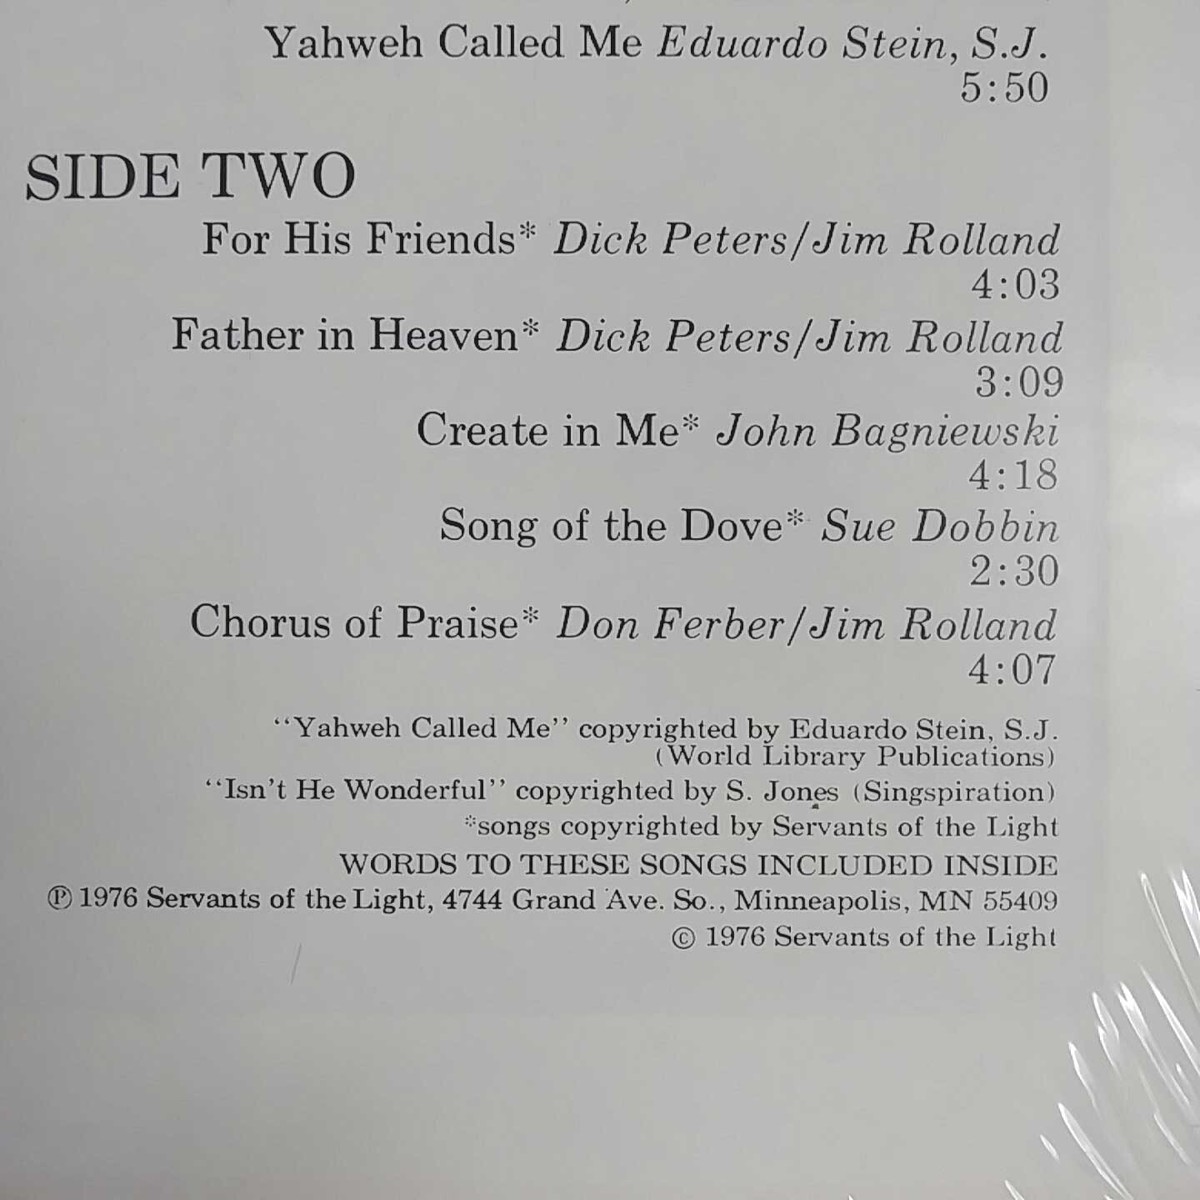 Yahweh Called Me Eduardo Stein, S.J.
5:50
SIDE TWO
For His Friends* Dick Peters/Jim Rolland
4:03
Father in Heaven* Dick Peters/Jim Rolland
3:09
Create in Me* John Bagniewski
4:18
Song of the Dove* Sue Dobbin
2:30
Chorus of Praise* Don Ferber/Jim Rolland
4:07
“Yahweh Called Me” copyrighted by Eduardo Stein, S.J.
(World Library Publications)
“Isn't He Wonderful” copyrighted by S. Jones (Singspiration)
*songs copyrighted by Servants of the Light
WORDS TO THESE SONGS INCLUDED INSIDE
℗ 1976 Servants of the Light, 4744 Grand Ave. So., Minneapolis, MN 55409
© 1976 Servants of the Light